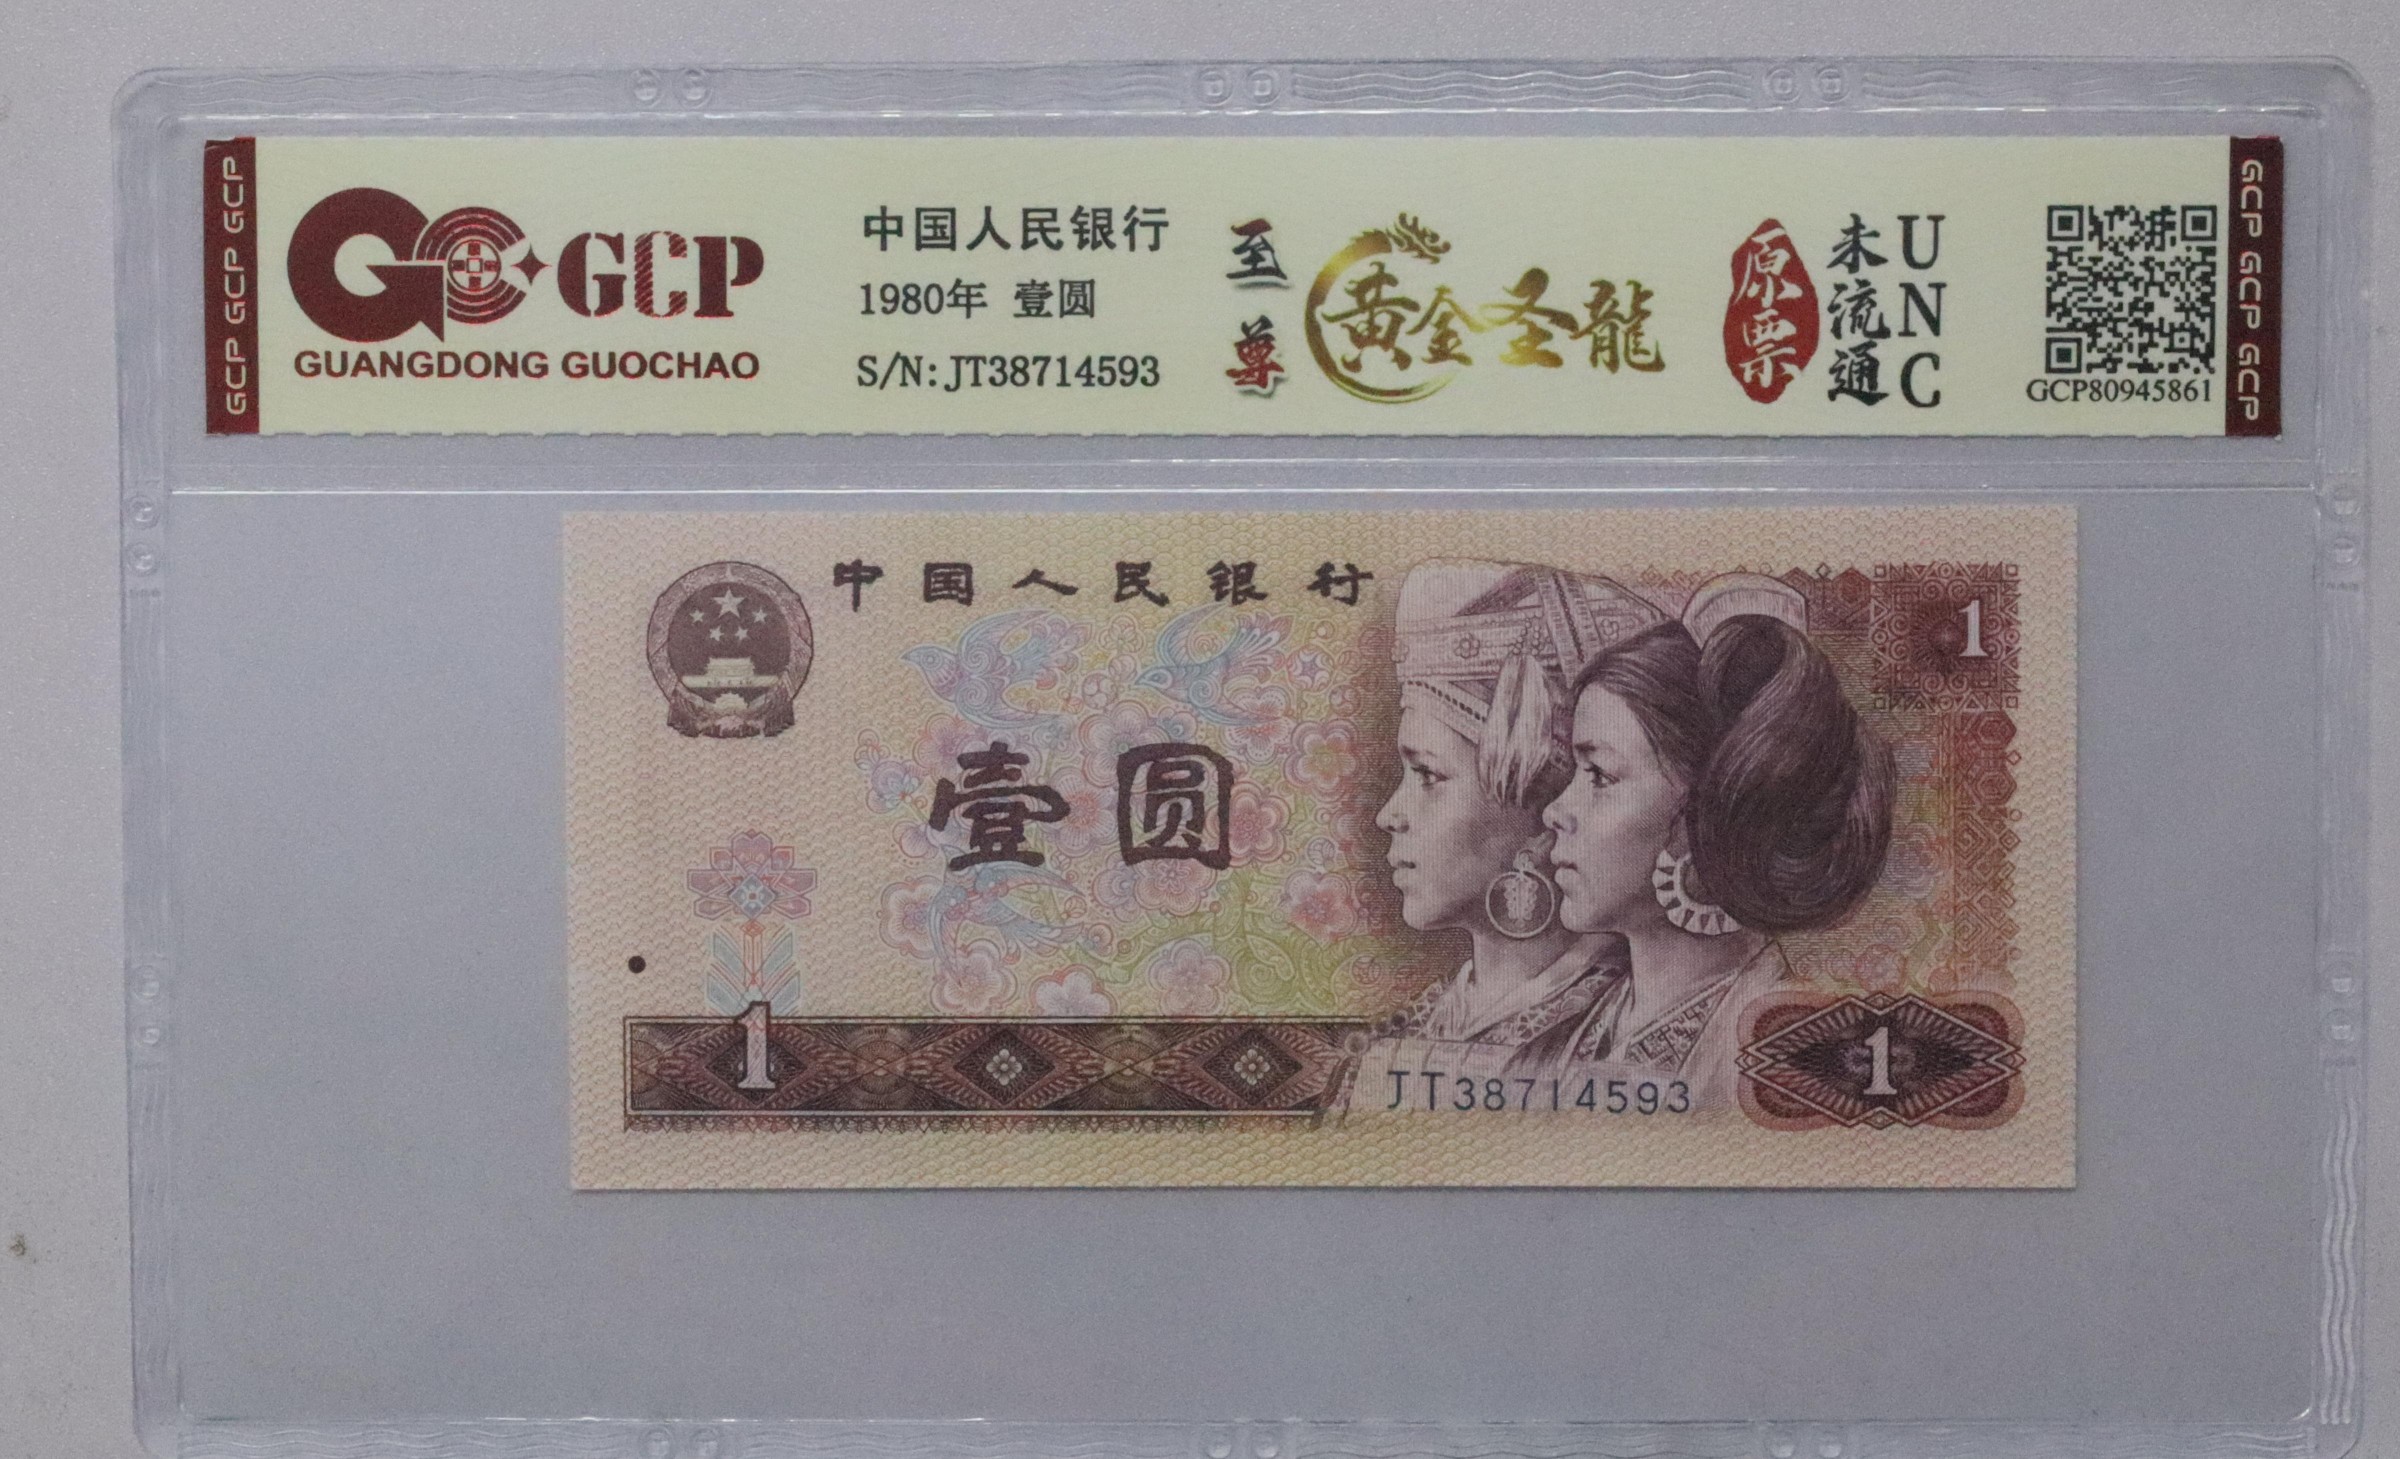 GCP GCP GCP
GCP
GUANGDONG GUOCHAO
中国人民银行
1980年 壹圆
S/N: JT38714593
至尊
黄金圣龍
原票
未流通
UNC
GCP80945861
GCP GCP GCP
中国人民银行
1
壹圆
1
JT38714593
1